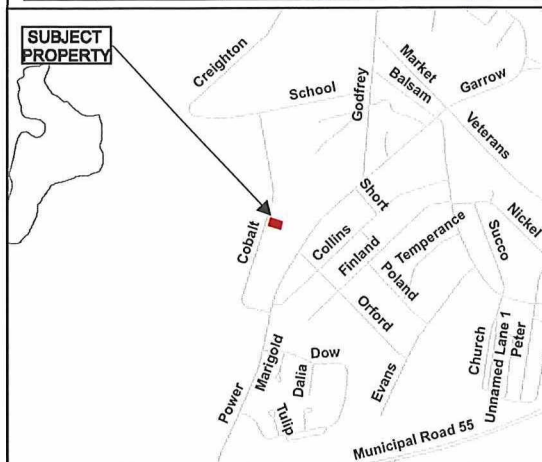 SUBJECT
PROPERTY
Creighton
School
Godfrey
Market
Balsam
Garrow
Veterans
Short
Cobalt
Collins
Finland
Temperance
Poland
Succo
Nickel
Orford
Marigold
Dow
Dalia
Tulip
Power
Evans
Church
Unnamed Lane 1
Peter
Municipal Road 55